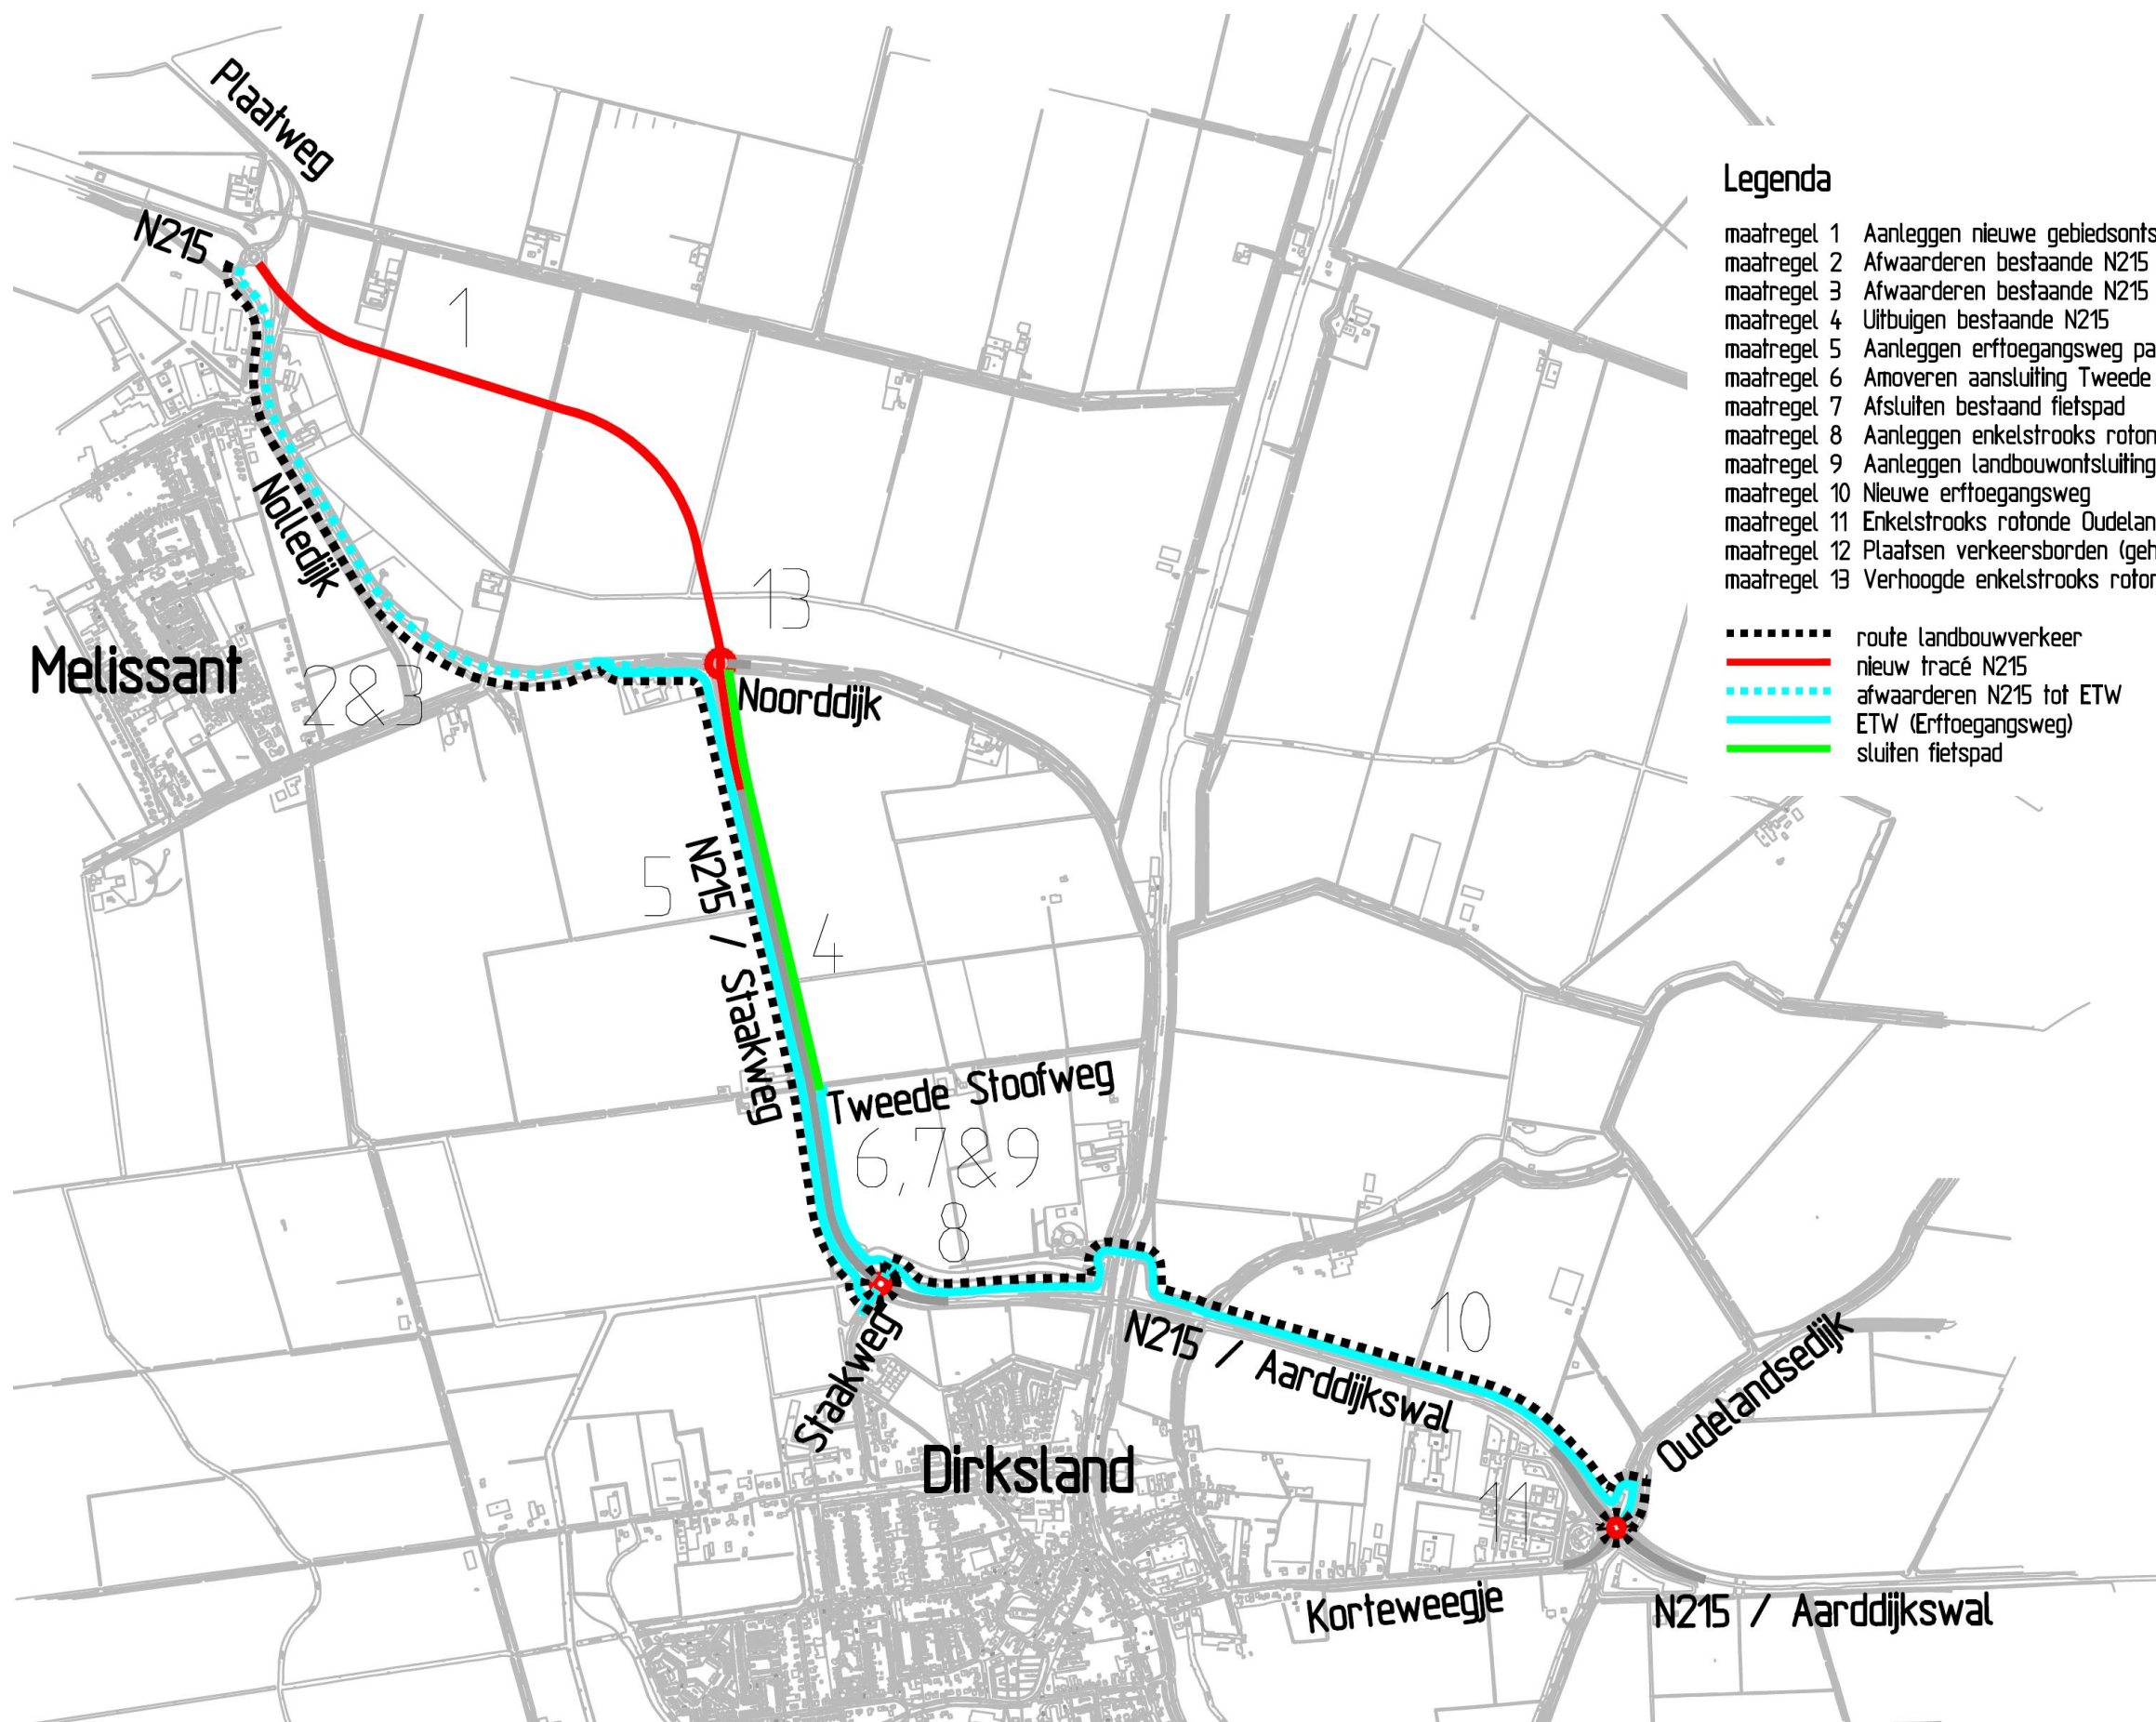 Plaatweg
N215
1
Legenda
maatregel 1 Aanleggen nieuwe gebiedsonts
maatregel 2 Afwaarderen bestaande N215
maatregel 3 Afwaarderen bestaande N215
maatregel 4 Uitbuigen bestaande N215
maatregel 5 Aanleggen erftoegangsweg pa
maatregel 6 Amoveren aansluiting Tweede
maatregel 7 Afsluiten bestaand fietspad
maatregel 8 Aanleggen enkelstrooks roton
maatregel 9 Aanleggen landbouwontsluiting
maatregel 10 Nieuwe erftoegangsweg
maatregel 11 Enkelstrooks rotonde Oudelan
maatregel 12 Plaatsen verkeersborden (geh
maatregel 13 Verhoogde enkelstrooks roton
route landbouwverkeer
nieuw tracé N215
afwaarderen N215 tot ETW
ETW (Erftoegangsweg)
sluiten fietspad
Nolledijk
13
Melissant
2&3
Noorddijk
5
N215 / Staakweg
4
Tweede Stoofweg
6,7&9
8
Staakweg
N215 / Aarddijkswal
10
Oudelandsedijk
Dirksland
11
Korteweegje
N215 / Aarddijkswal